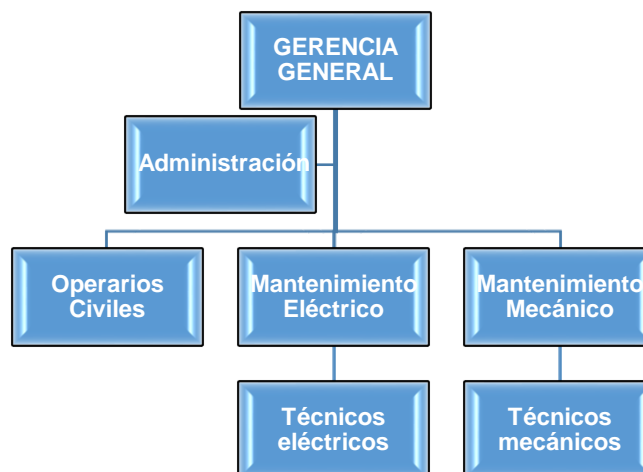 GERENCIA
GENERAL
Administración
Operarios
Civiles
Mantenimiento
Eléctrico
Mantenimiento
Mecánico
Técnicos
eléctricos
Técnicos
mecánicos